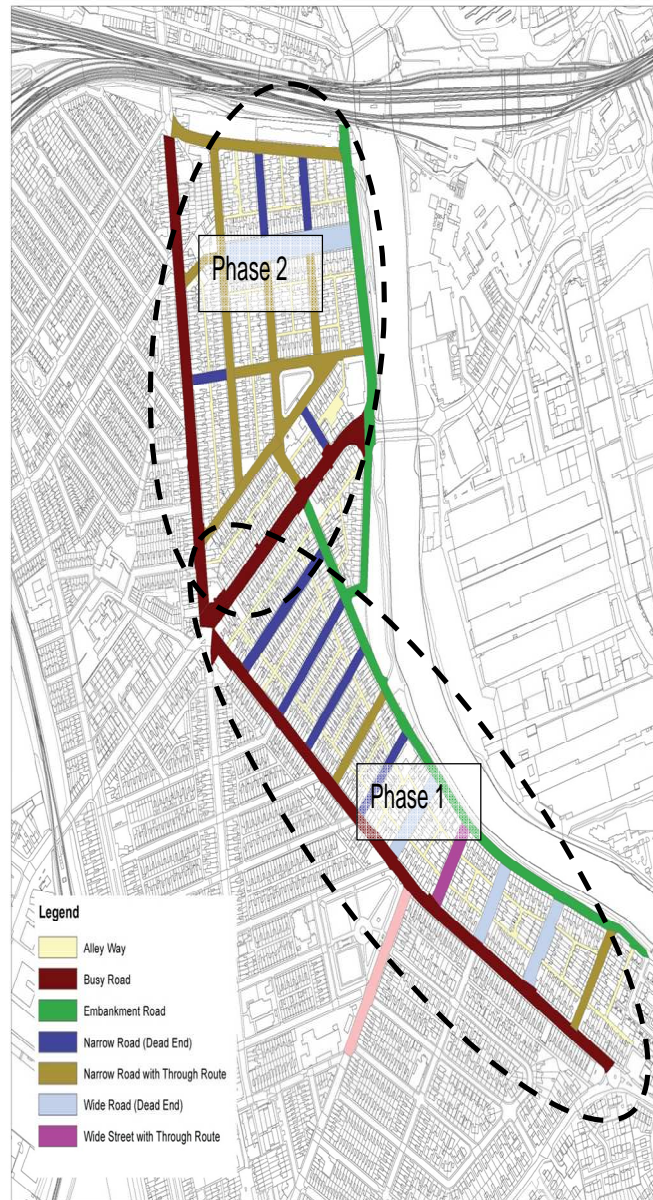 Phase 2
Phase 1
Legend
Alley Way
Busy Road
Embankment Road
Narrow Road (Dead End)
Narrow Road with Through Route
Wide Road (Dead End)
Wide Street with Through Route